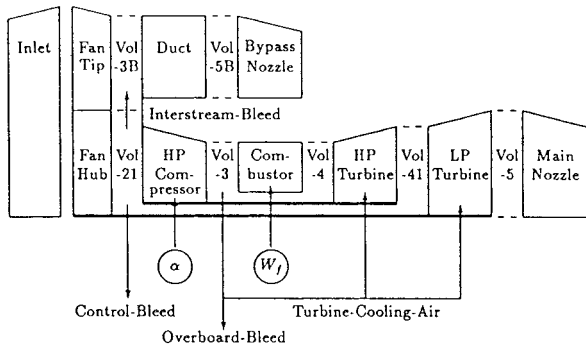 Inlet
Fan
Tip
Vol
-3B
Duct
Vol
-5B
Bypass
Nozzle
Interstream-Bleed
Fan
Hub
Vol
-21
HP
Com-
pressor
Vol
-3
Com-
bustor
Vol
-4
HP
Turbine
Vol
-41
LP
Turbine
Vol
-5
Main
Nozzle
α
W_f
Control-Bleed
Turbine-Cooling-Air
Overboard-Bleed